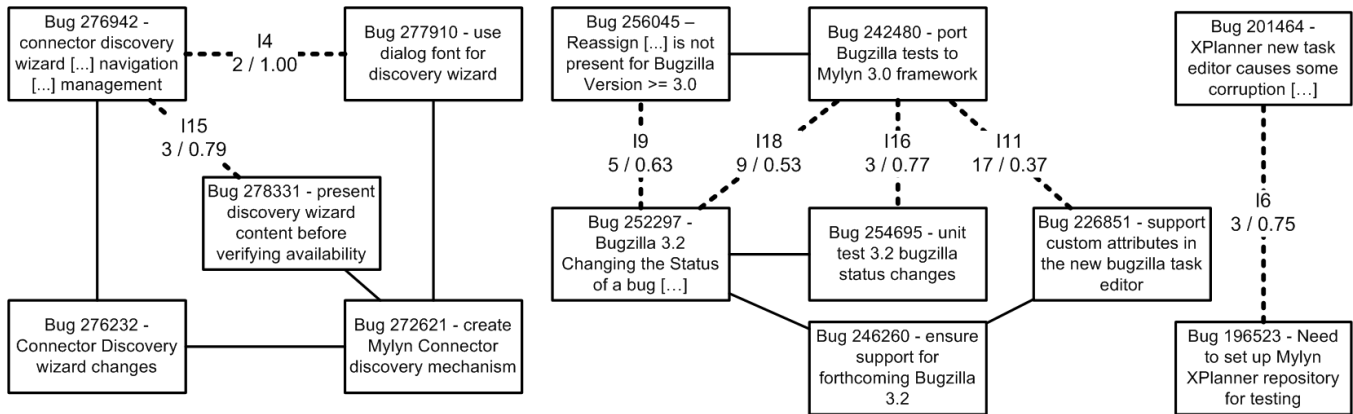 Bug 276942 -
connector discovery
wizard [...] navigation
[...] management
I4
2 / 1.00
Bug 277910 - use
dialog font for
discovery wizard
I15
3 / 0.79
Bug 278331 - present
discovery wizard
content before
verifying availability
Bug 276232 -
Connector Discovery
wizard changes
Bug 272621 - create
Mylyn Connector
discovery mechanism
Bug 256045 –
Reassign [...] is not
present for Bugzilla
Version >= 3.0
Bug 242480 - port
Bugzilla tests to
Mylyn 3.0 framework
I9
5 / 0.63
I18
9 / 0.53
I16
3 / 0.77
I11
17 / 0.37
Bug 252297 -
Bugzilla 3.2
Changing the Status
of a bug […]
Bug 254695 - unit
test 3.2 bugzilla
status changes
Bug 226851 - support
custom attributes in
the new bugzilla task
editor
Bug 246260 - ensure
support for
forthcoming Bugzilla
3.2
Bug 201464 -
XPlanner new task
editor causes some
corruption […]
I6
3 / 0.75
Bug 196523 - Need
to set up Mylyn
XPlanner repository
for testing